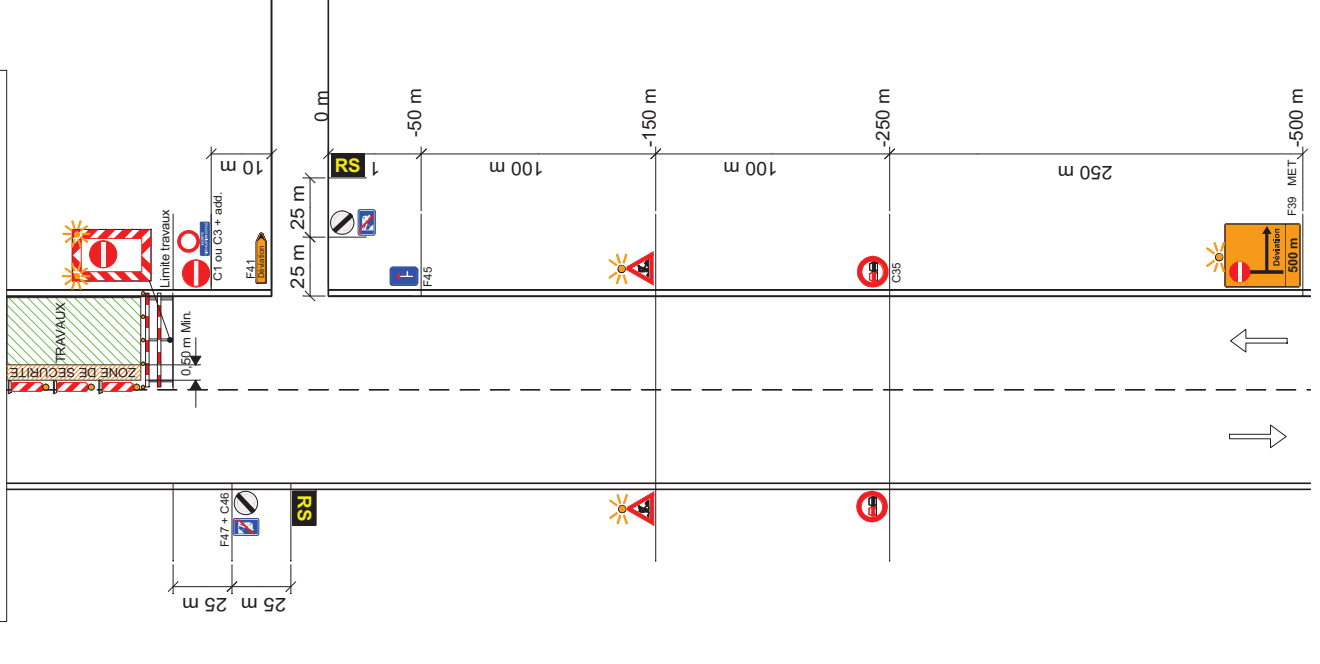 0 m
-50 m
-150 m
-250 m
-500 m
10 m
RS
1
25 m
25 m
100 m
100 m
250 m
Limite travaux
C1 ou C3 + add.
F41
Déviation
F45
C35
F39 MET
Déviation
500 m
TRAVAUX
ZONE DE SECURITE
0,50 m Min.
F47 + C46
RS
25 m
25 m